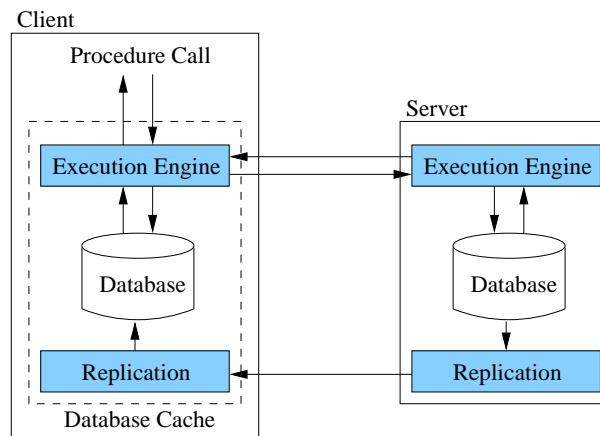 Client
Procedure Call
Execution Engine
Database
Replication
Database Cache
Server
Execution Engine
Database
Replication